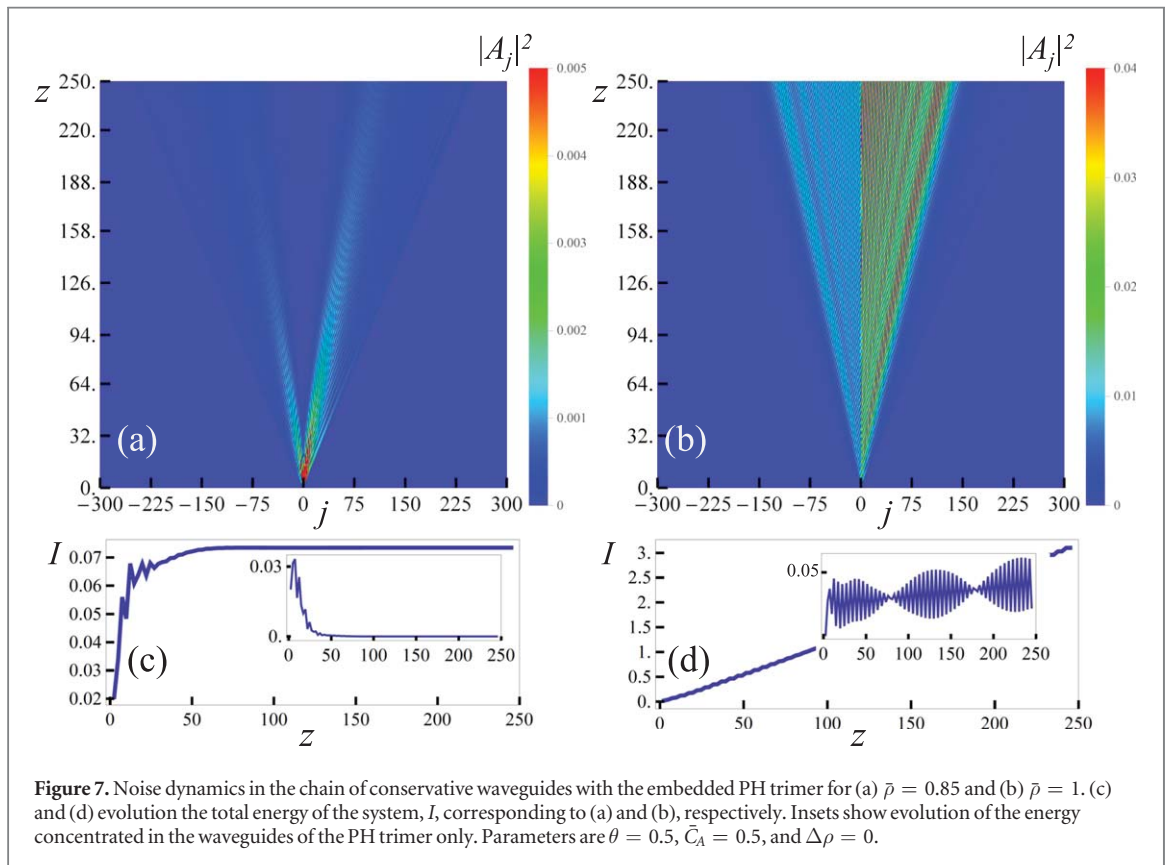 |A_j|^2
z
250.
220.
188.
158.
126.
94.
64.
32.
0.
(a)
−300 −225 −150 −75 0 75 150 225 300
j
0.005
0.004
0.003
0.002
0.001
0
|A_j|^2
z
250.
220.
188.
158.
126.
94.
64.
32.
0.
(b)
−300 −225 −150 −75 0 75 150 225 300
j
0.04
0.03
0.02
0.01
0
I
0.07
0.06
0.05
0.04
0.03
0.02
(c)
0 50 100 150 200 250
z
0.03
0.
0 50 100 150 200 250
I
3.
2.5
2.
1.5
1.
0.5
0.
(d)
0 50 100 150 200 250
z
0.05
0 50 100 150 200 250
Figure 7. Noise dynamics in the chain of conservative waveguides with the embedded PH trimer for (a) ρ̄ = 0.85 and (b) ρ̄ = 1. (c)
and (d) evolution the total energy of the system, I, corresponding to (a) and (b), respectively. Insets show evolution of the energy
concentrated in the waveguides of the PH trimer only. Parameters are θ = 0.5, C̄_A = 0.5, and Δρ = 0.